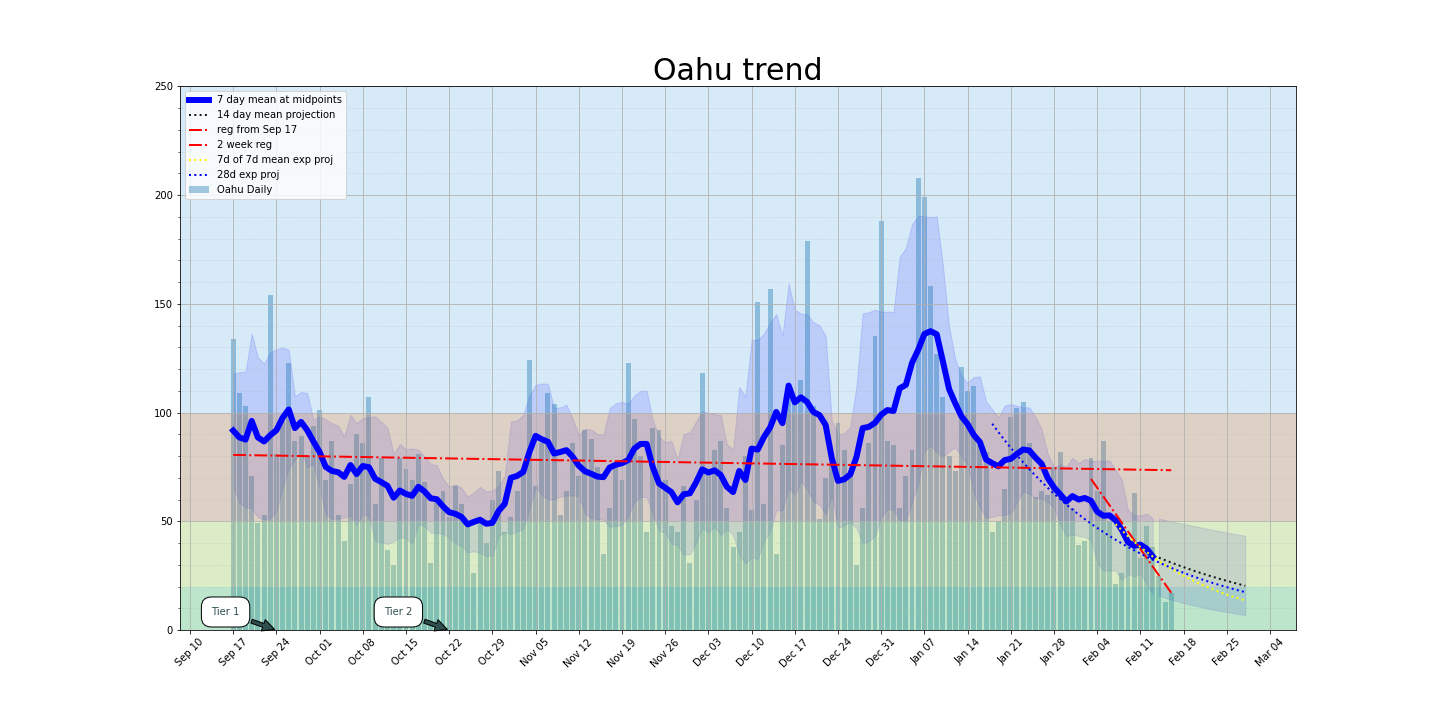 Oahu trend
250
200
150
100
50
0
7 day mean at midpoints
14 day mean projection
reg from Sep 17
2 week reg
7d of 7d mean exp proj
28d exp proj
Oahu Daily
Tier 1
Tier 2
Sep 10
Sep 17
Sep 24
Oct 01
Oct 08
Oct 15
Oct 22
Oct 29
Nov 05
Nov 12
Nov 19
Nov 26
Dec 03
Dec 10
Dec 17
Dec 24
Dec 31
Jan 07
Jan 14
Jan 21
Jan 28
Feb 04
Feb 11
Feb 18
Feb 25
Mar 04